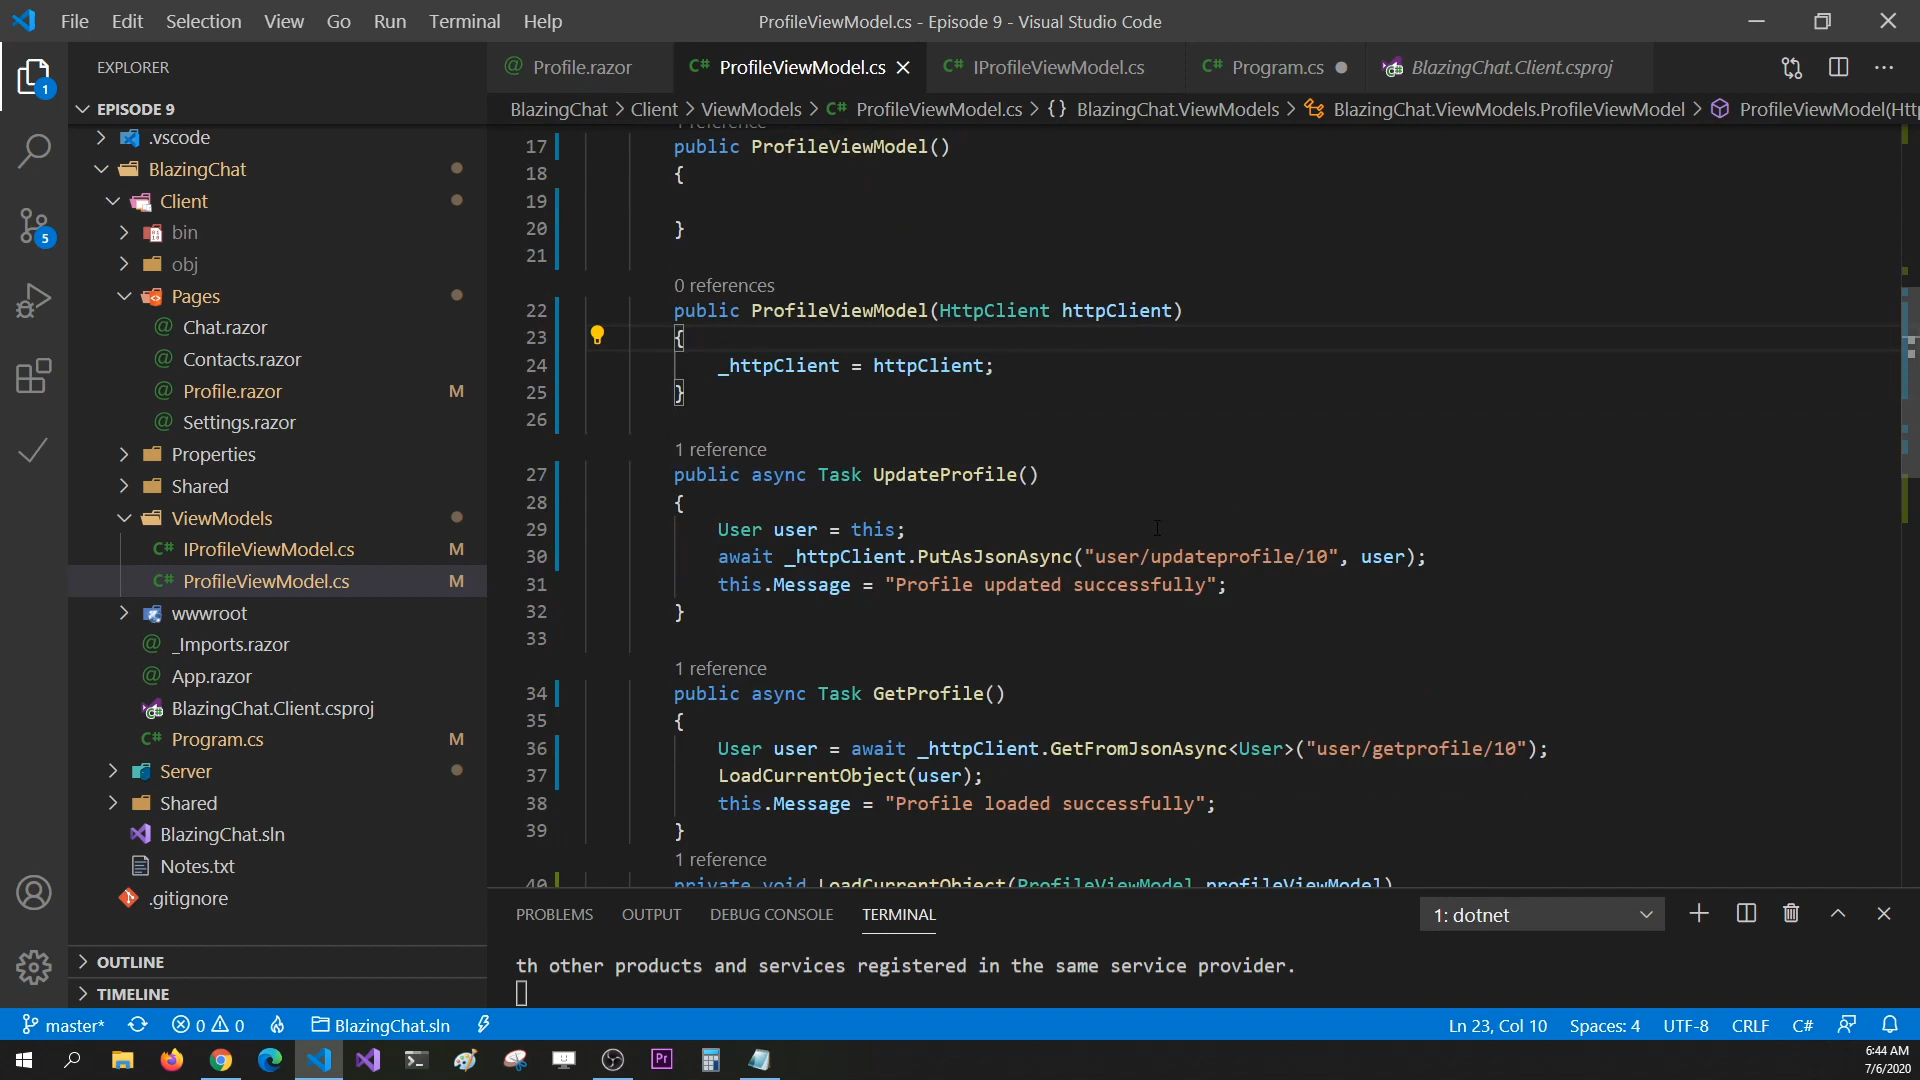 File Edit Selection View Go Run Terminal Help
ProfileViewModel.cs - Episode 9 - Visual Studio Code
EXPLORER
Profile.razor
C# ProfileViewModel.cs
C# IProfileViewModel.cs
C# Program.cs
BlazingChat.Client.csproj
1
EPISODE 9
BlazingChat > Client > ViewModels > C# ProfileViewModel.cs > {} BlazingChat.ViewModels > BlazingChat.ViewModels.ProfileViewModel > ProfileViewModel(Htt
.vscode
BlazingChat
Client
bin
obj
Pages
Chat.razor
Contacts.razor
Profile.razor M
Settings.razor
Properties
Shared
ViewModels
C# IProfileViewModel.cs M
C# ProfileViewModel.cs M
wwwroot
_Imports.razor
App.razor
BlazingChat.Client.csproj
C# Program.cs M
Server
Shared
BlazingChat.sln
Notes.txt
.gitignore
OUTLINE
TIMELINE
5
17 public ProfileViewModel()
18 {
19
20 }
21
0 references
22 public ProfileViewModel(HttpClient httpClient)
23 {
24 _httpClient = httpClient;
25 }
26
1 reference
27 public async Task UpdateProfile()
28 {
29 User user = this;
30 await _httpClient.PutAsJsonAsync("user/updateprofile/10", user);
31 this.Message = "Profile updated successfully";
32 }
33
1 reference
34 public async Task GetProfile()
35 {
36 User user = await _httpClient.GetFromJsonAsync<User>("user/getprofile/10");
37 LoadCurrentObject(user);
38 this.Message = "Profile loaded successfully";
39 }
1 reference
40 private void LoadCurrentObject(ProfileViewModel profileViewModel)
PROBLEMS OUTPUT DEBUG CONSOLE TERMINAL
1: dotnet
th other products and services registered in the same service provider.
master* 0 0 BlazingChat.sln
Ln 23, Col 10 Spaces: 4 UTF-8 CRLF C#
Pr
6:44 AM
7/6/2020